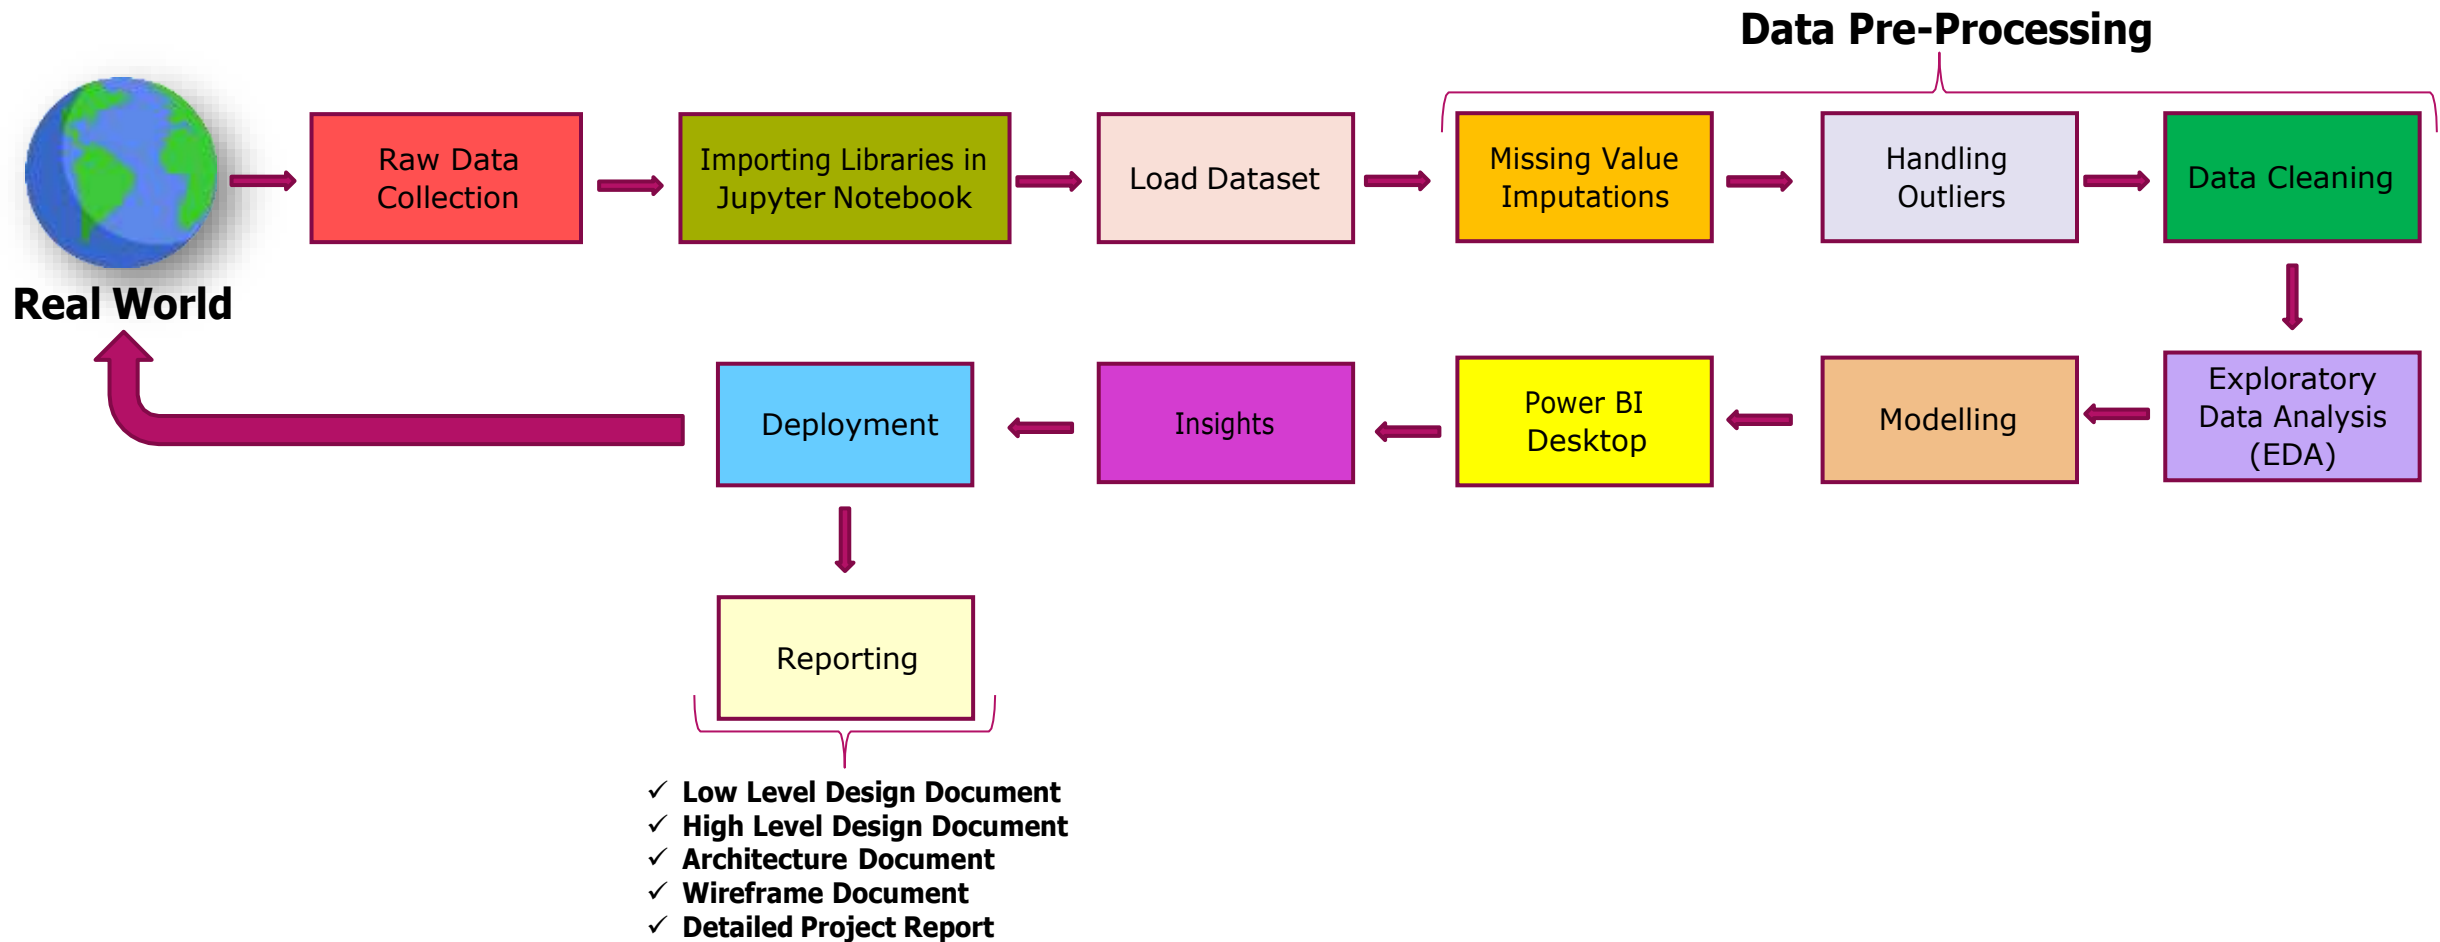 Data Pre-Processing
Raw Data
Collection
Importing Libraries in
Jupyter Notebook
Load Dataset
Missing Value
Imputations
Handling
Outliers
Data Cleaning
Real World
Deployment
Insights
Power BI
Desktop
Modelling
Exploratory
Data Analysis
(EDA)
Reporting
✓ Low Level Design Document
✓ High Level Design Document
✓ Architecture Document
✓ Wireframe Document
✓ Detailed Project Report